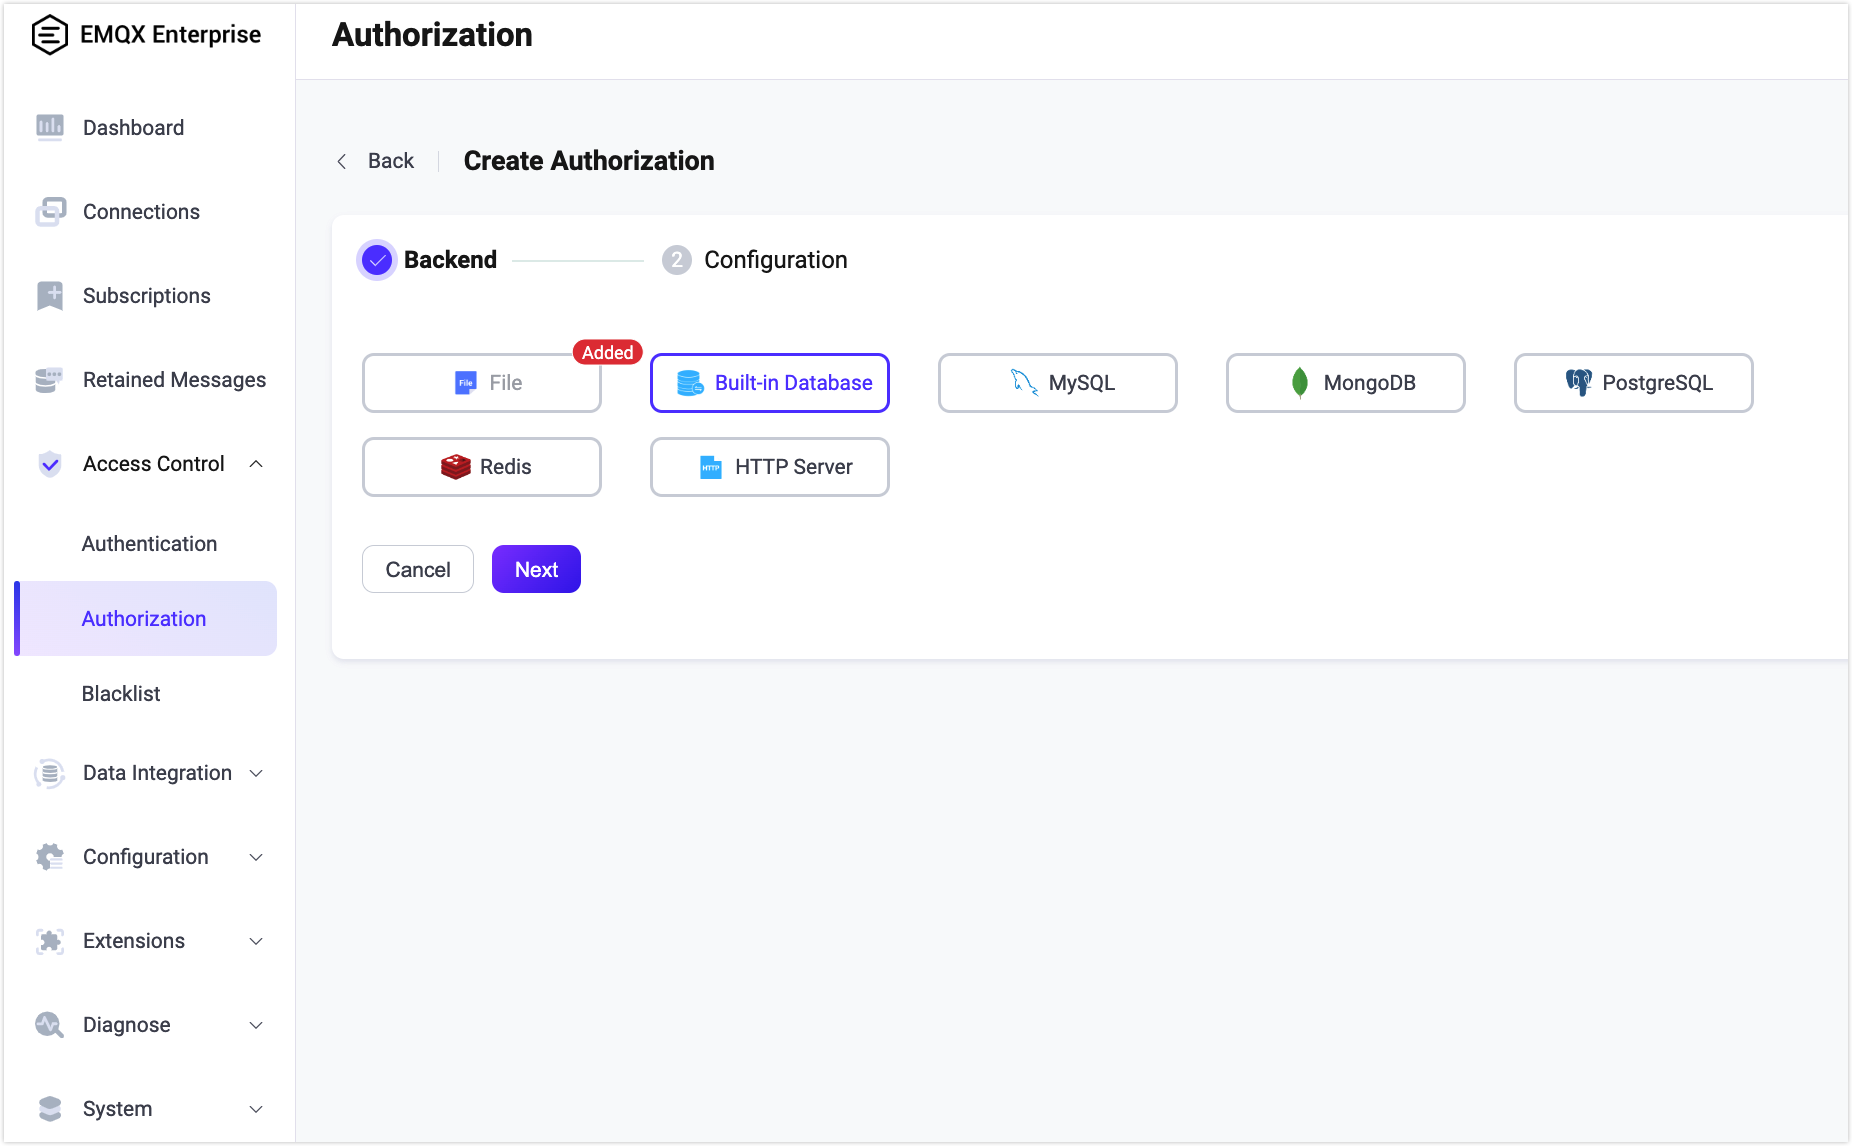 EMQX Enterprise
Dashboard
Connections
Subscriptions
Retained Messages
Access Control
Authentication
Authorization
Blacklist
Data Integration
Configuration
Extensions
Diagnose
System
Authorization
Back
Create Authorization
Backend
2 Configuration
Added
File File
Built-in Database
MySQL
MongoDB
PostgreSQL
Redis
HTTP HTTP Server
Cancel
Next